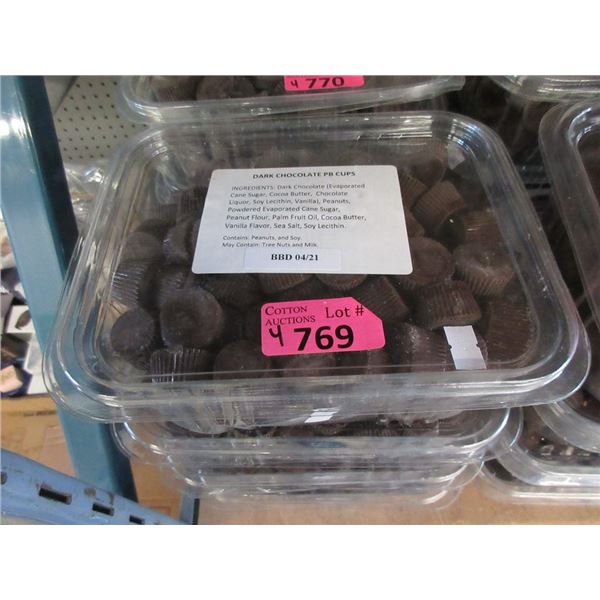 4 770
DARK CHOCOLATE PB CUPS
INGREDIENTS: Dark Chocolate (Evaporated
Cane Sugar, Cocoa Butter, Chocolate
Liquor, Soy Lecithin, Vanilla), Peanuts,
Powdered Evaporated Cane Sugar,
Peanut Flour, Palm Fruit Oil, Cocoa Butter,
Vanilla Flavor, Sea Salt, Soy Lecithin.
Contains: Peanuts, and Soy.
May Contain: Tree Nuts and Milk.
BBD 04/21
COTTON Lot #
AUCTIONS
4 769